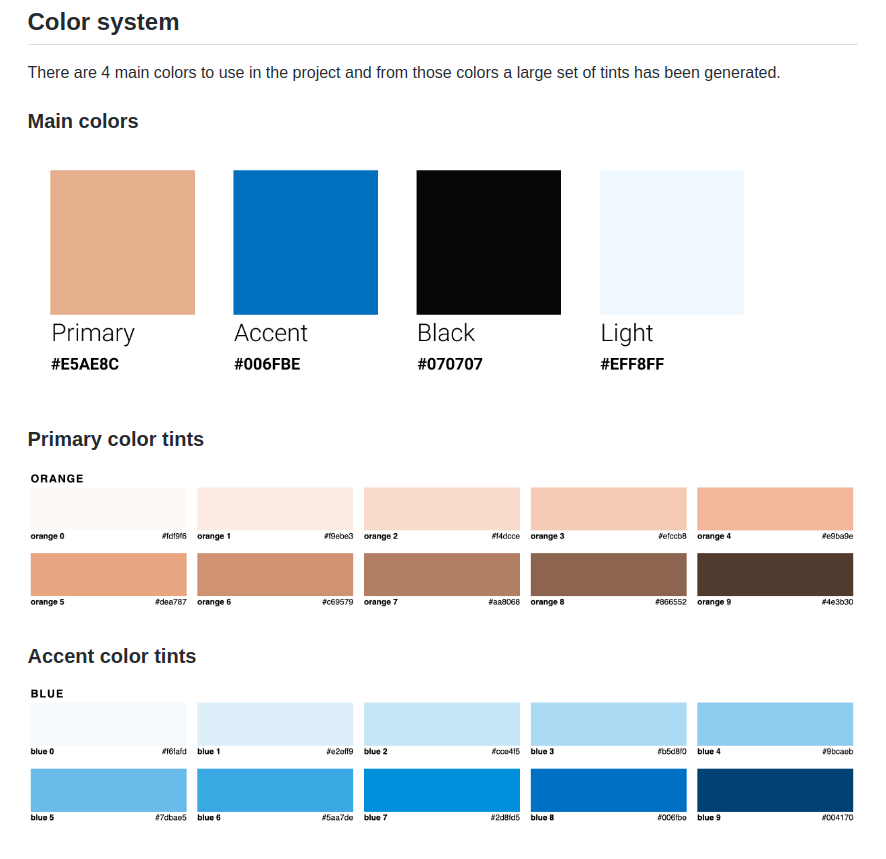 Color system
There are 4 main colors to use in the project and from those colors a large set of tints has been generated.
Main colors
Primary Accent Black Light
#E5AE8C #006FBE #070707 #EFF8FF
Primary color tints
ORANGE
orange 0 #fdf9f6 orange 1 #f9ebe3 orange 2 #f4dcce orange 3 #efccb8 orange 4 #e9ba9e
orange 5 #dea787 orange 6 #c69579 orange 7 #aa8068 orange 8 #866552 orange 9 #4e3b30
Accent color tints
BLUE
blue 0 #f6fafd blue 1 #e2eff9 blue 2 #cce4f5 blue 3 #b5d8f0 blue 4 #9bcaeb
blue 5 #7dbae5 blue 6 #5aa7de blue 7 #2d8fd5 blue 8 #006fbe blue 9 #004170